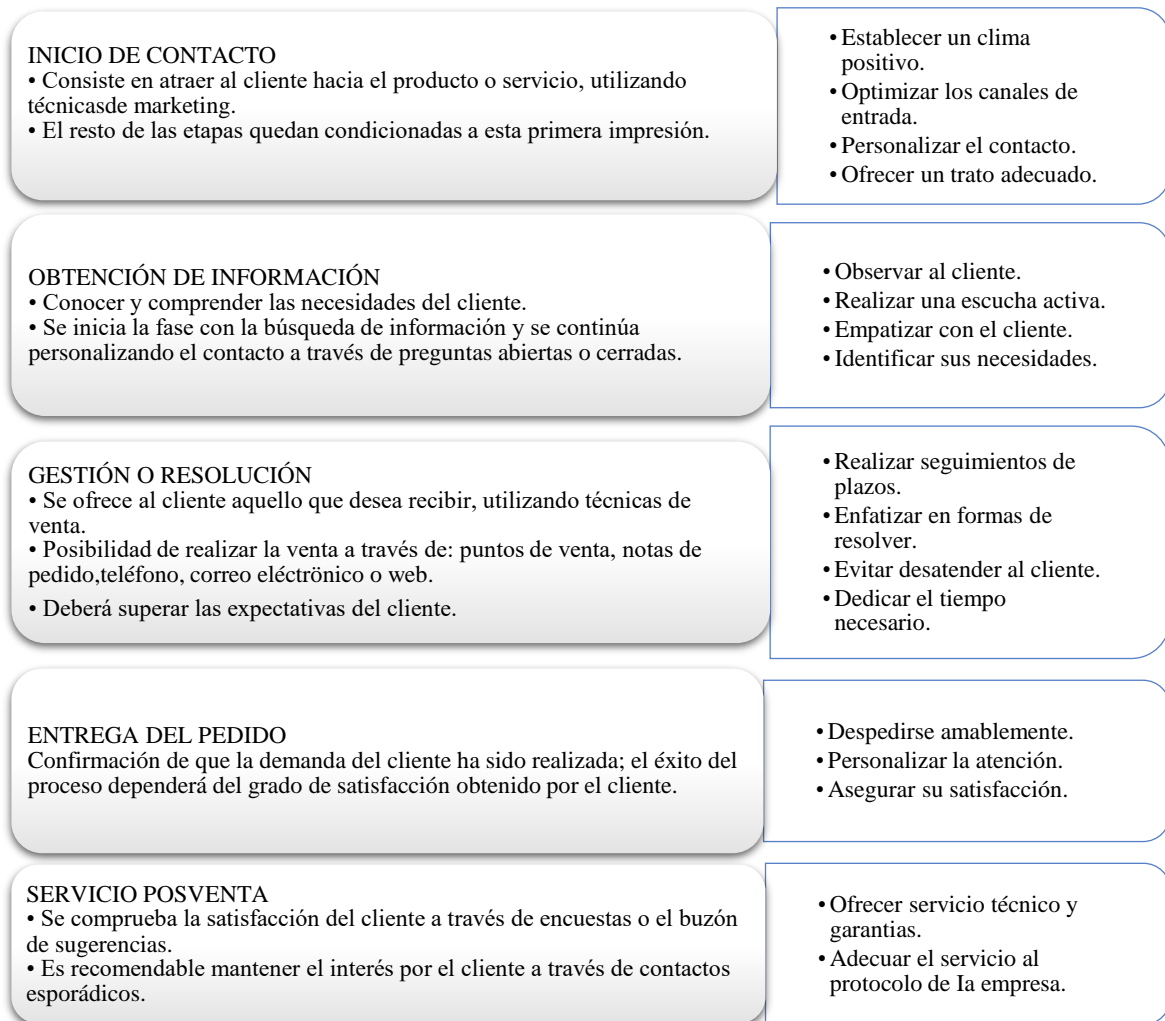 INICIO DE CONTACTO
• Consiste en atraer al cliente hacia el producto o servicio, utilizando
técnicasde marketing.
• El resto de las etapas quedan condicionadas a esta primera impresión.
• Establecer un clima
positivo.
• Optimizar los canales de
entrada.
• Personalizar el contacto.
• Ofrecer un trato adecuado.
OBTENCIÓN DE INFORMACIÓN
• Conocer y comprender las necesidades del cliente.
• Se inicia la fase con la búsqueda de información y se continúa
personalizando el contacto a través de preguntas abiertas o cerradas.
• Observar al cliente.
• Realizar una escucha activa.
• Empatizar con el cliente.
• Identificar sus necesidades.
GESTIÓN O RESOLUCIÓN
• Se ofrece al cliente aquello que desea recibir, utilizando técnicas de
venta.
• Posibilidad de realizar la venta a través de: puntos de venta, notas de
pedido,teléfono, correo eléctrönico o web.
• Deberá superar las expectativas del cliente.
• Realizar seguimientos de
plazos.
• Enfatizar en formas de
resolver.
• Evitar desatender al cliente.
• Dedicar el tiempo
necesario.
ENTREGA DEL PEDIDO
Confirmación de que la demanda del cliente ha sido realizada; el éxito del
proceso dependerá del grado de satisfacción obtenido por el cliente.
• Despedirse amablemente.
• Personalizar la atención.
• Asegurar su satisfacción.
SERVICIO POSVENTA
• Se comprueba la satisfacción del cliente a través de encuestas o el buzón
de sugerencias.
• Es recomendable mantener el interés por el cliente a través de contactos
esporádicos.
• Ofrecer servicio técnico y
garantias.
• Adecuar el servicio al
protocolo de Ia empresa.